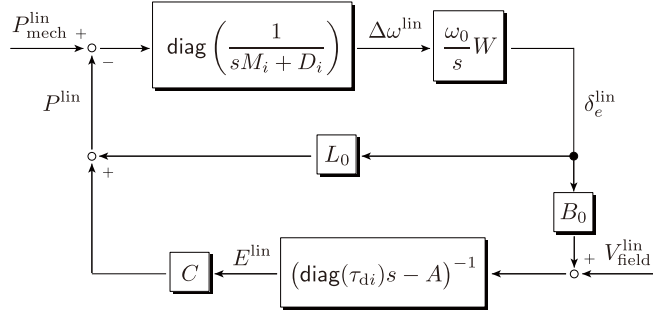 P_mech^lin + −
diag ( 1 / (sM_i + D_i) )
Δω^lin
ω_0 / s W
P^lin
δ_e^lin
L_0
+
B_0
E^lin
+
V_field^lin
C
(diag(τ_di)s − A)^−1